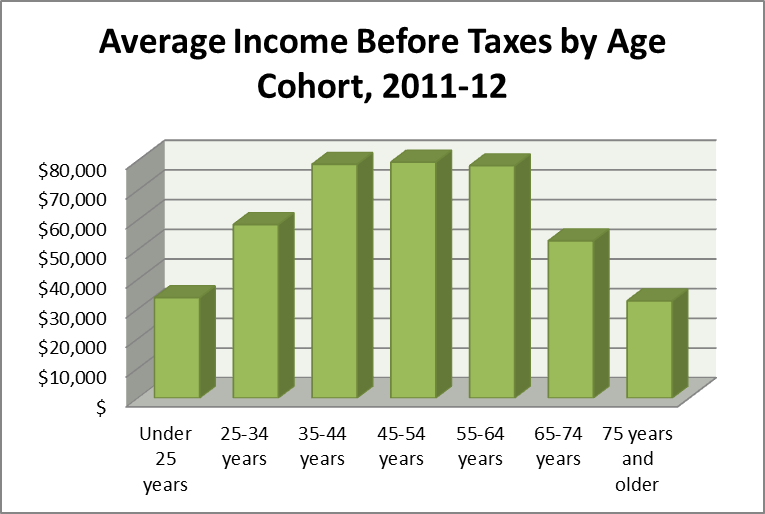 Average Income Before Taxes by Age
Cohort, 2011-12
$80,000
$70,000
$60,000
$50,000
$40,000
$30,000
$20,000
$10,000
$
Under
25
years
25-34
years
35-44
years
45-54
years
55-64
years
65-74
years
75 years
and
older